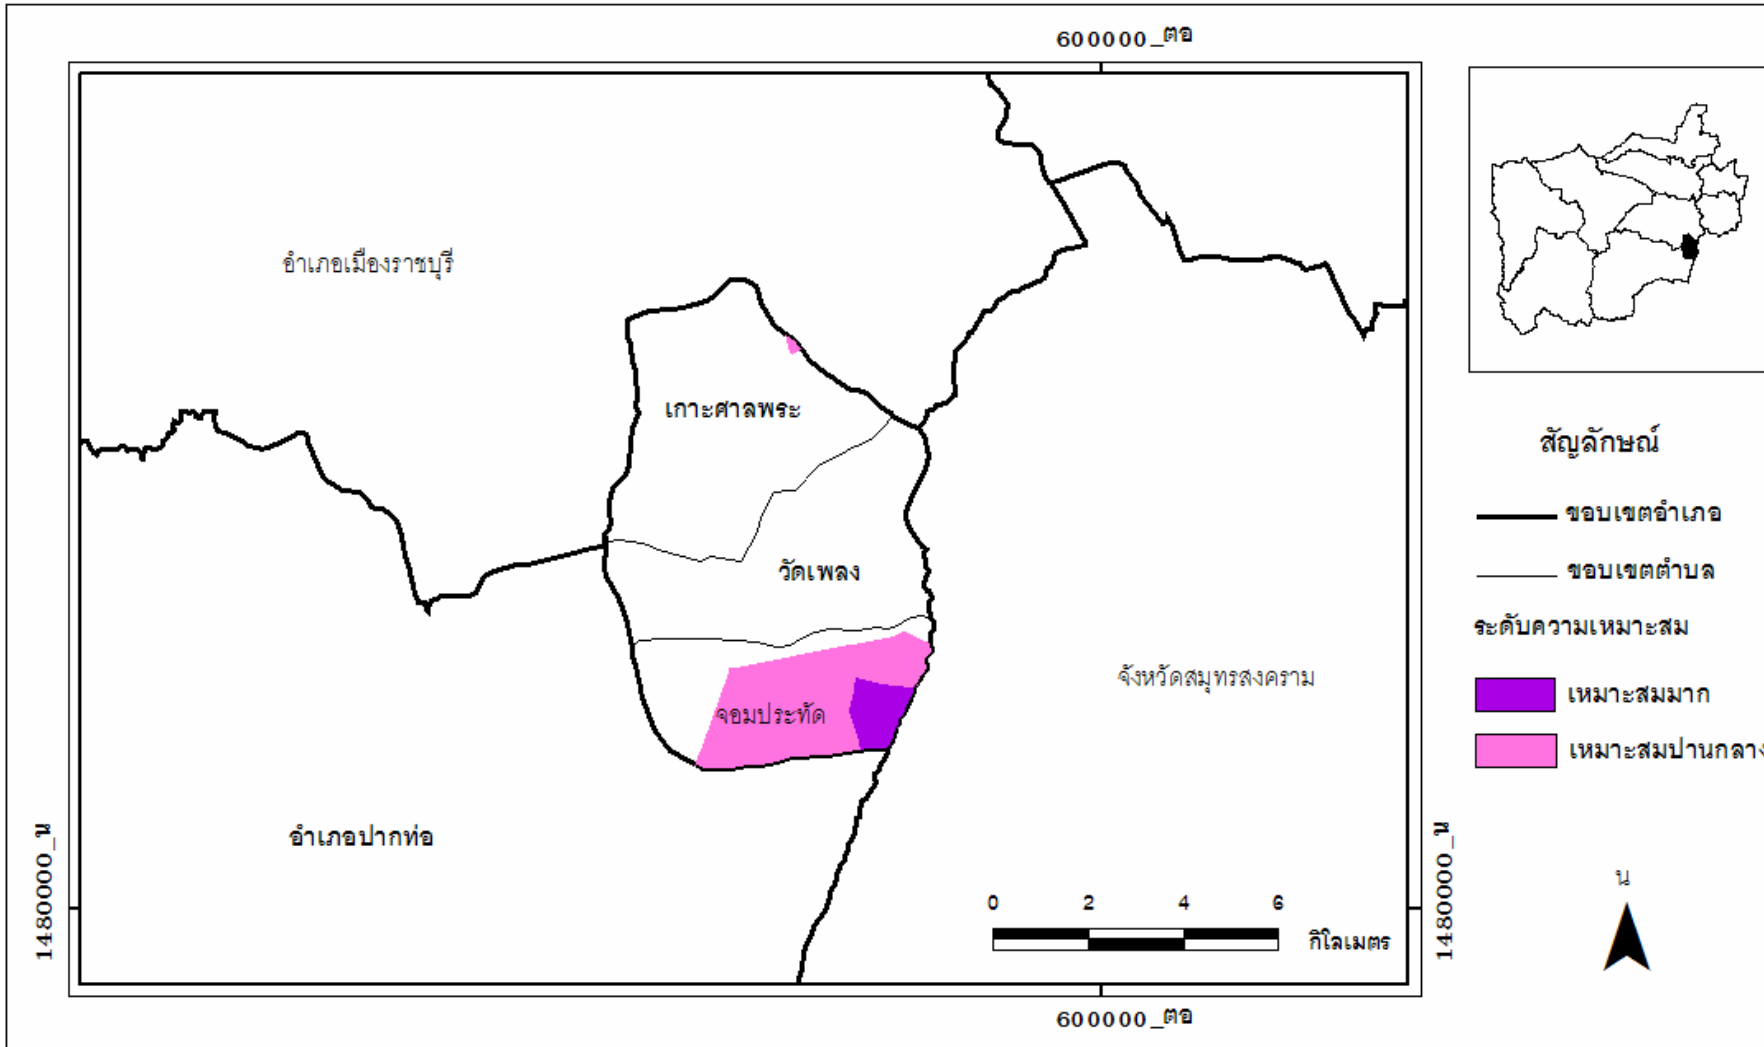 600000_ตอ
อำเภอเมืองราชบุรี
เกาะศาลพระ
วัดเพลง
จอมประทัด
จังหวัดสมุทรสงคราม
อำเภอปากท่อ
1480000_น
1480000_น
0 2 4 6
กิโลเมตร
600000_ตอ
สัญลักษณ์
ขอบเขตอำเภอ
ขอบเขตตำบล
ระดับความเหมาะสม
เหมาะสมมาก
เหมาะสมปานกลาง
น